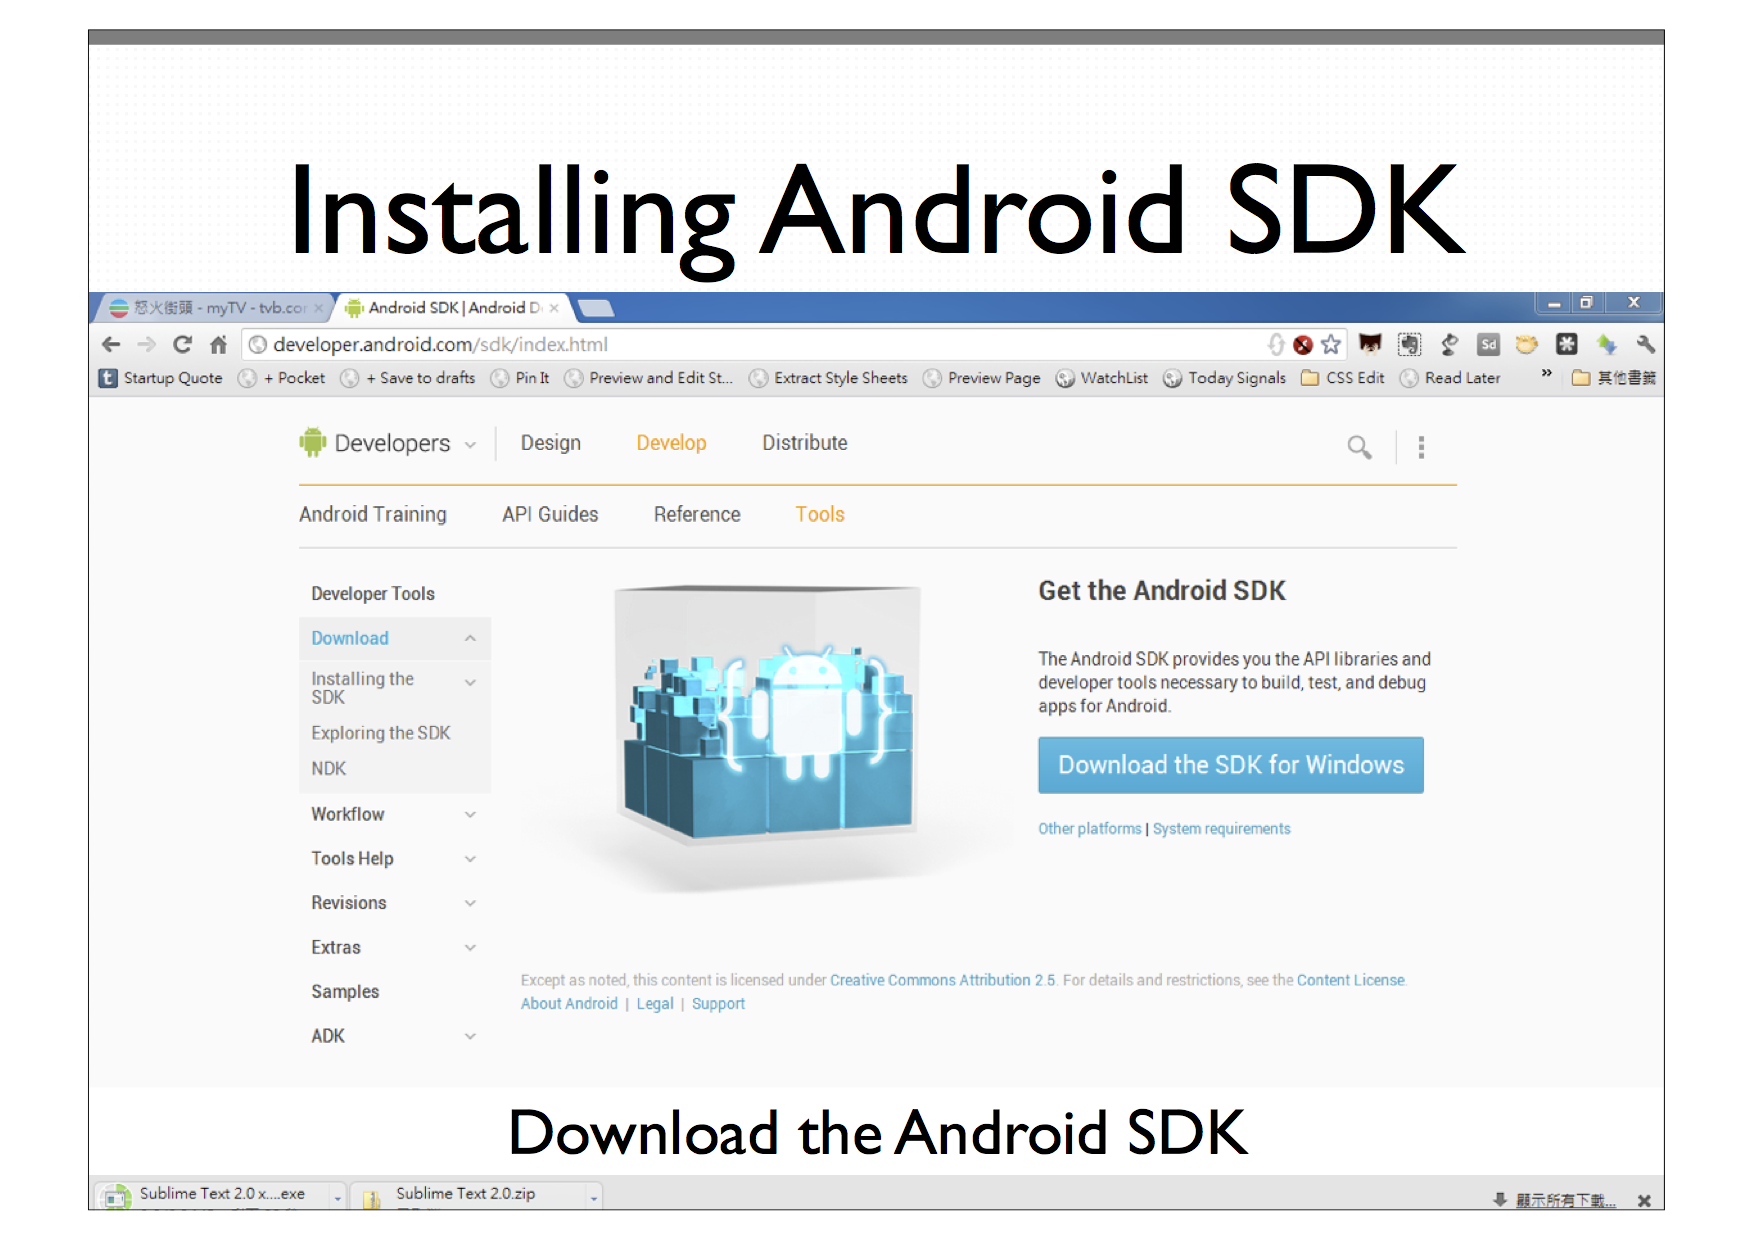 Installing Android SDK
怒火街頭 - myTV - tvb.cor
Android SDK | Android D
developer.android.com/sdk/index.html
Startup Quote + Pocket + Save to drafts Pin It Preview and Edit St... Extract Style Sheets Preview Page WatchList Today Signals CSS Edit Read Later » 其他書籤
Developers Design Develop Distribute
Android Training API Guides Reference Tools
Developer Tools
Download
Installing the
SDK
Exploring the SDK
NDK
Workflow
Tools Help
Revisions
Extras
Samples
ADK
Get the Android SDK
The Android SDK provides you the API libraries and
developer tools necessary to build, test, and debug
apps for Android.
Download the SDK for Windows
Other platforms | System requirements
Except as noted, this content is licensed under Creative Commons Attribution 2.5. For details and restrictions, see the Content License.
About Android | Legal | Support
Download the Android SDK
Sublime Text 2.0 x....exe
Sublime Text 2.0.zip
顯示所有下載...